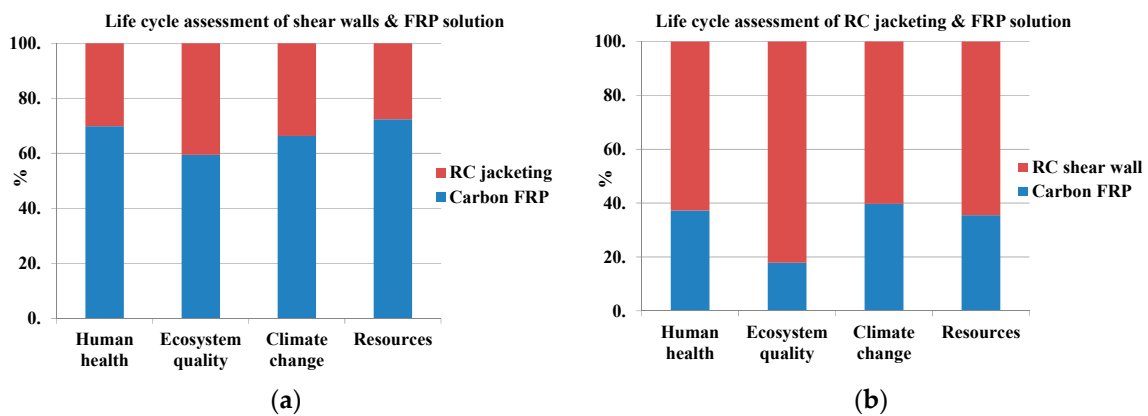 Life cycle assessment of shear walls & FRP solution
100.
80.
60.
40.
20.
0.
%
RC jacketing
Carbon FRP
Human health
Ecosystem quality
Climate change
Resources
(a)
Life cycle assessment of RC jacketing & FRP solution
100.
80.
60.
40.
20.
0.
%
RC shear wall
Carbon FRP
Human health
Ecosystem quality
Climate change
Resources
(b)